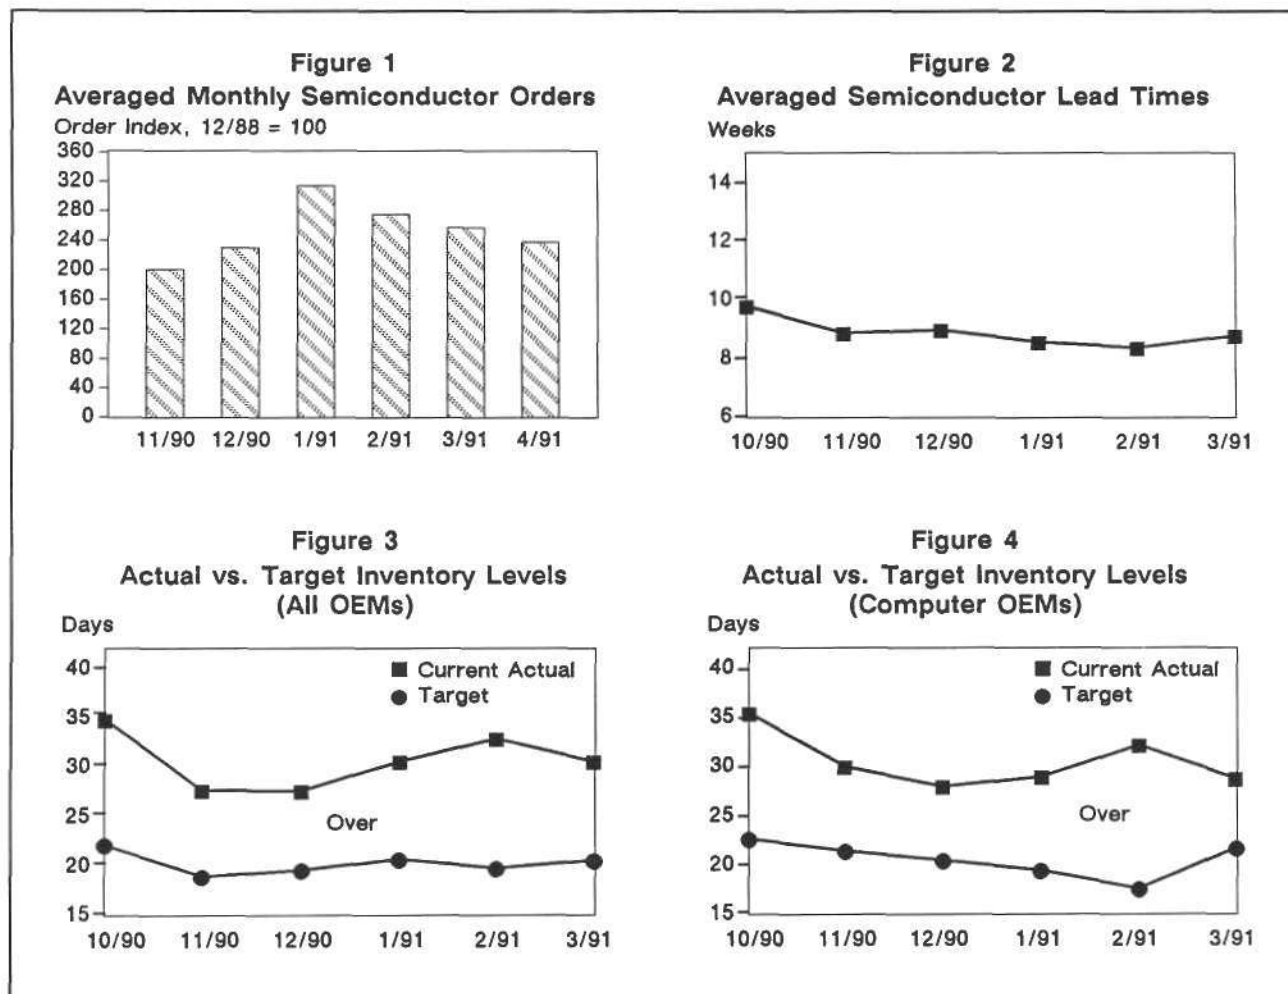 Figure 1
Averaged Monthly Semiconductor Orders
Order Index, 12/88 = 100
360
320
280
240
200
160
120
80
40
0
11/90 12/90 1/91 2/91 3/91 4/91
Figure 2
Averaged Semiconductor Lead Times
Weeks
14
12
10
8
6
10/90 11/90 12/90 1/91 2/91 3/91
Figure 3
Actual vs. Target Inventory Levels
(All OEMs)
Days
40
35
30
25
20
15
Current Actual
Target
Over
10/90 11/90 12/90 1/91 2/91 3/91
Figure 4
Actual vs. Target Inventory Levels
(Computer OEMs)
Days
40
35
30
25
20
15
Current Actual
Target
Over
10/90 11/90 12/90 1/91 2/91 3/91